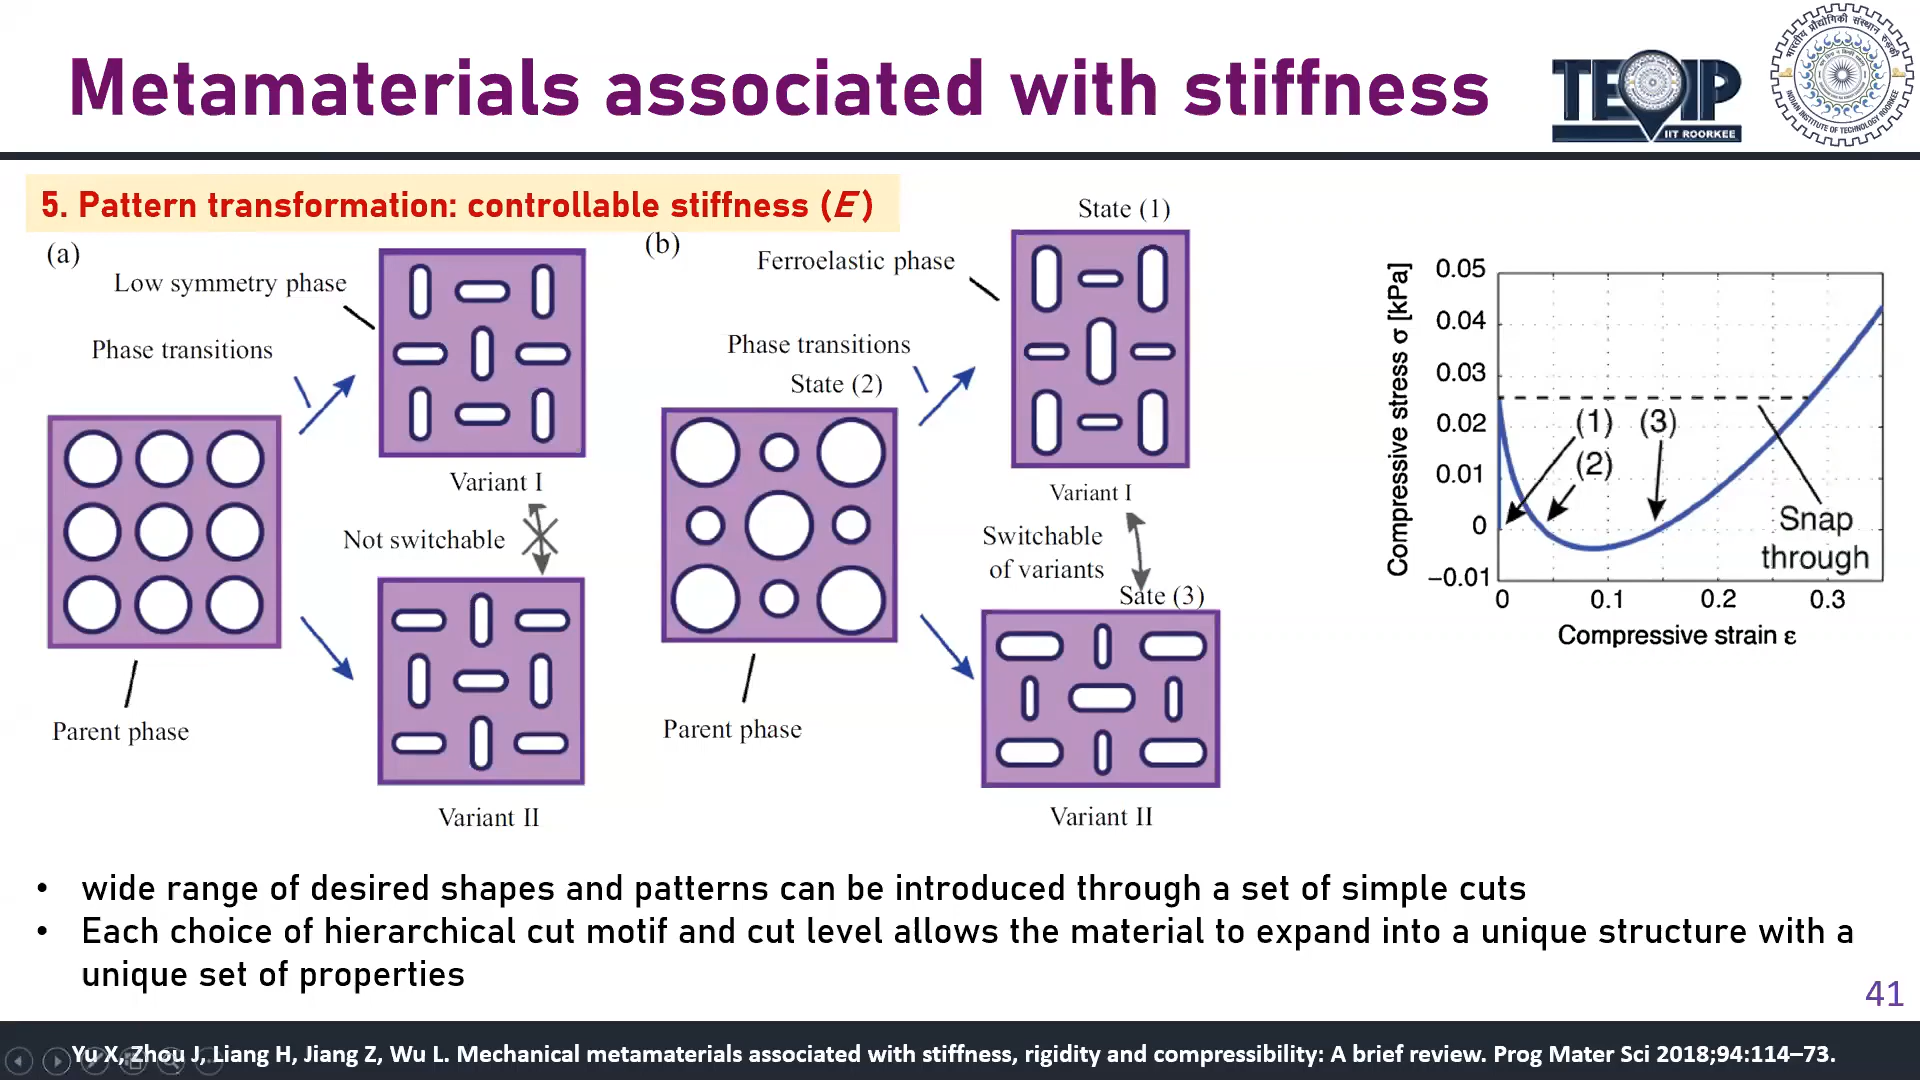 Metamaterials associated with stiffness
TEQIP
IIT ROORKEE
INDIAN INSTITUTE OF TECHNOLOGY ROORKEE
5. Pattern transformation: controllable stiffness (E)
(a)
Low symmetry phase
Phase transitions
Variant I
Not switchable
Parent phase
Variant II
(b)
State (1)
Ferroelastic phase
Phase transitions
State (2)
Variant I
Switchable
of variants
Sate (3)
Parent phase
Variant II
Compressive stress σ [kPa]
0.05
0.04
0.03
0.02
0.01
0
−0.01
(1)
(3)
(2)
Snap
through
0
0.1
0.2
0.3
Compressive strain ε
• wide range of desired shapes and patterns can be introduced through a set of simple cuts
• Each choice of hierarchical cut motif and cut level allows the material to expand into a unique structure with a
unique set of properties
41
Yu X, Zhou J, Liang H, Jiang Z, Wu L. Mechanical metamaterials associated with stiffness, rigidity and compressibility: A brief review. Prog Mater Sci 2018;94:114–73.